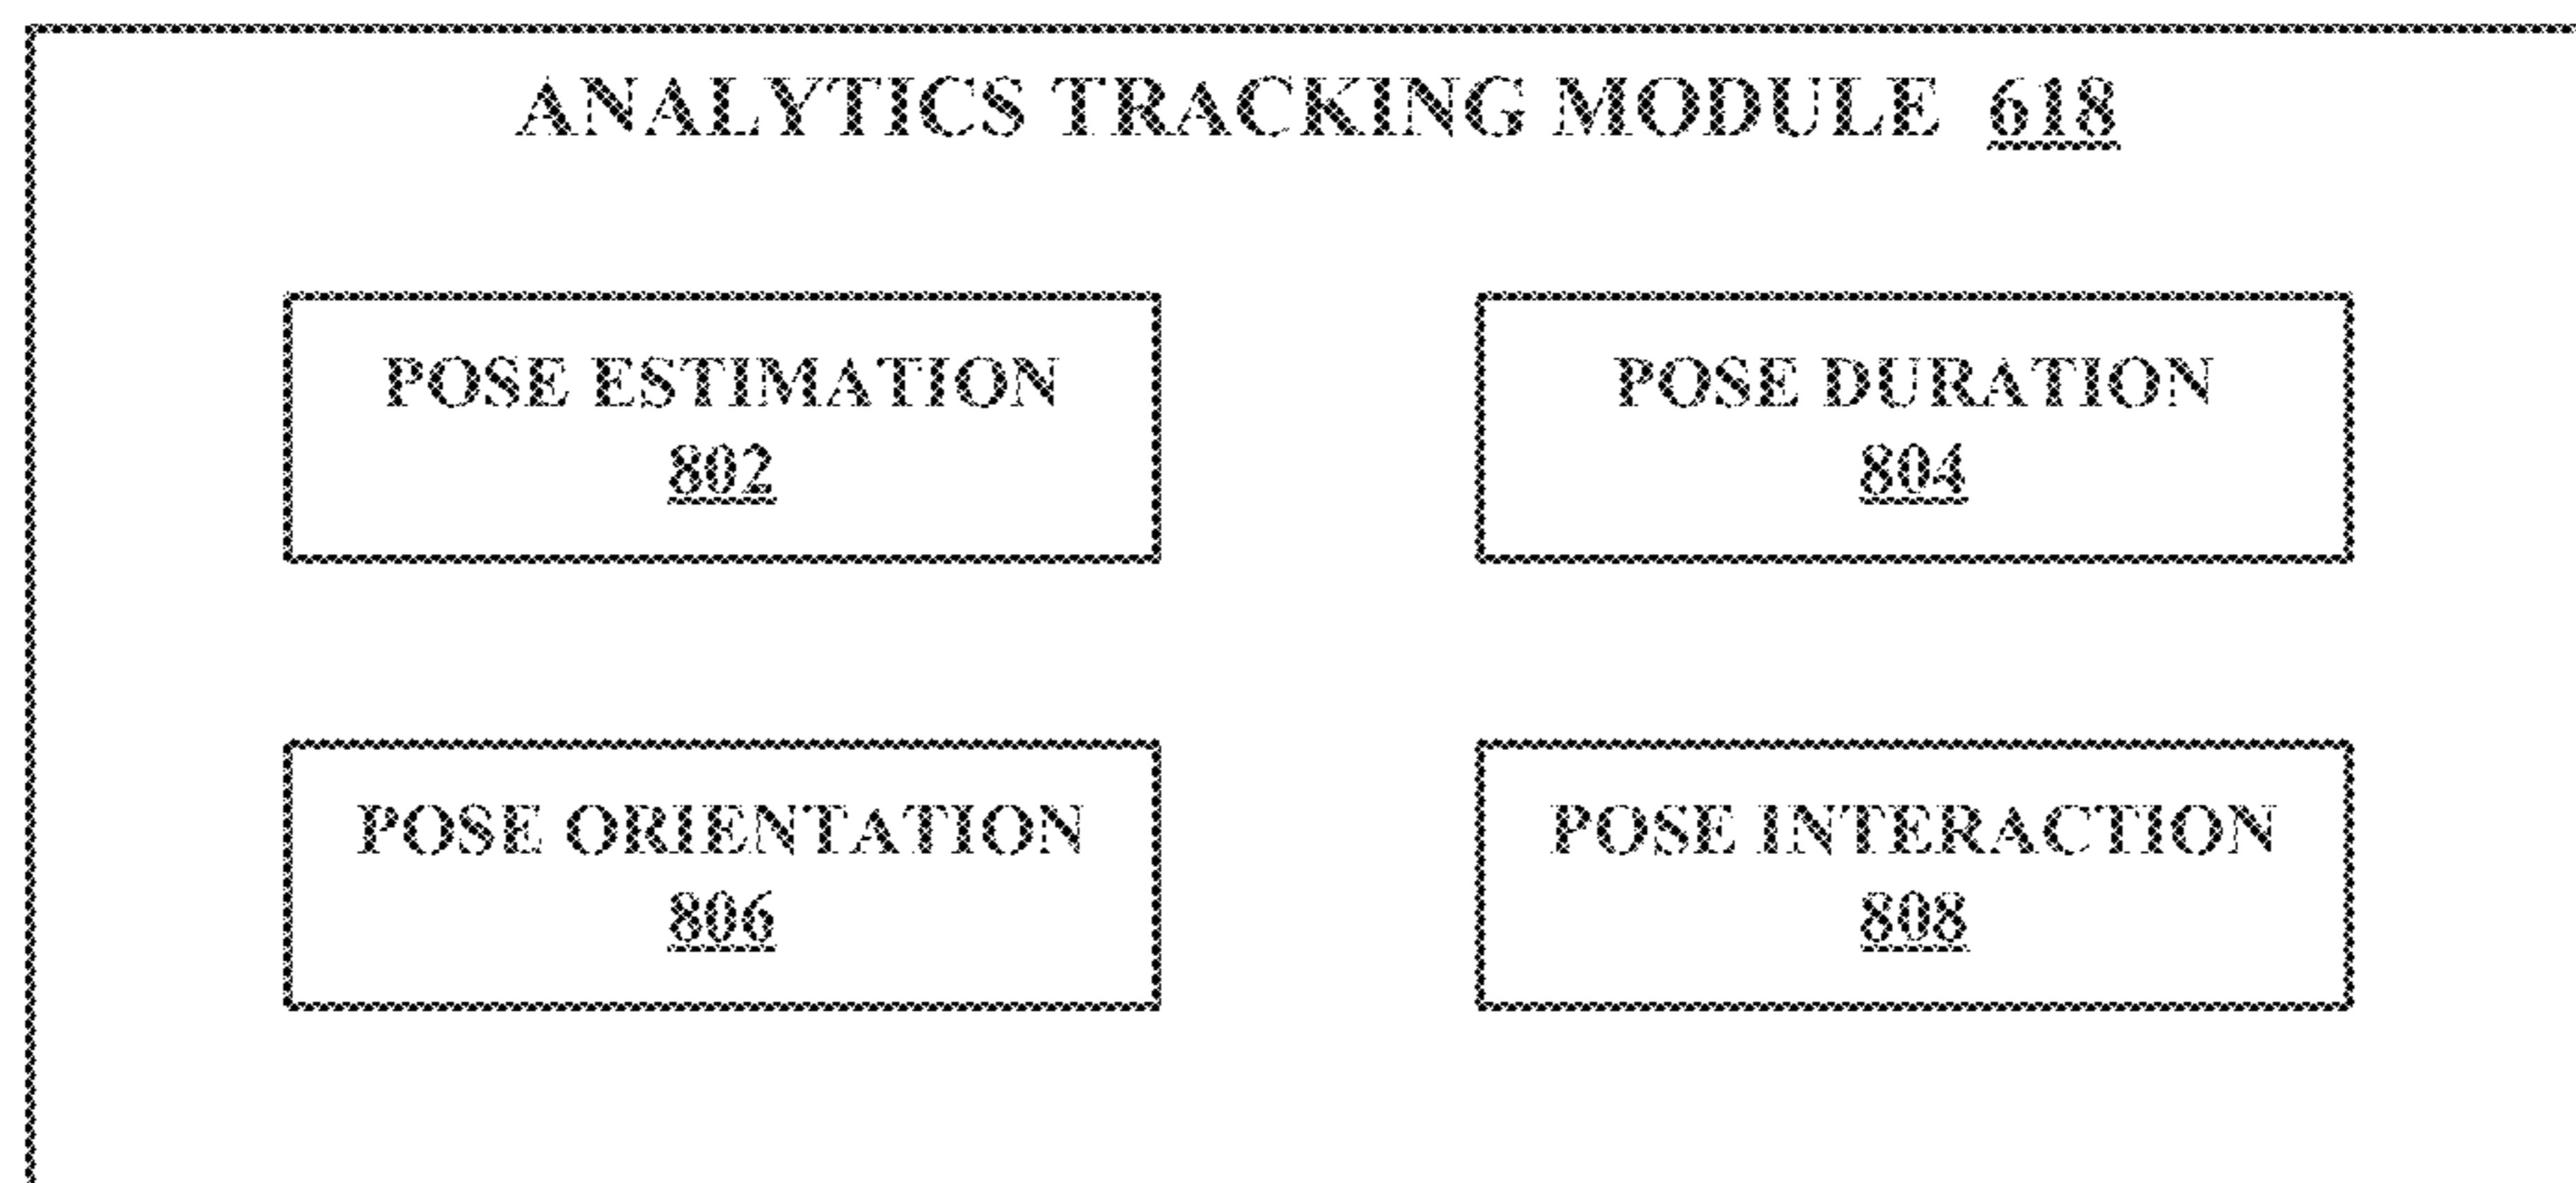 ANALYTICS TRACKING MODULE 618
POSE ESTIMATION
802
POSE DURATION
804
POSE ORIENTATION
806
POSE INTERACTION
808